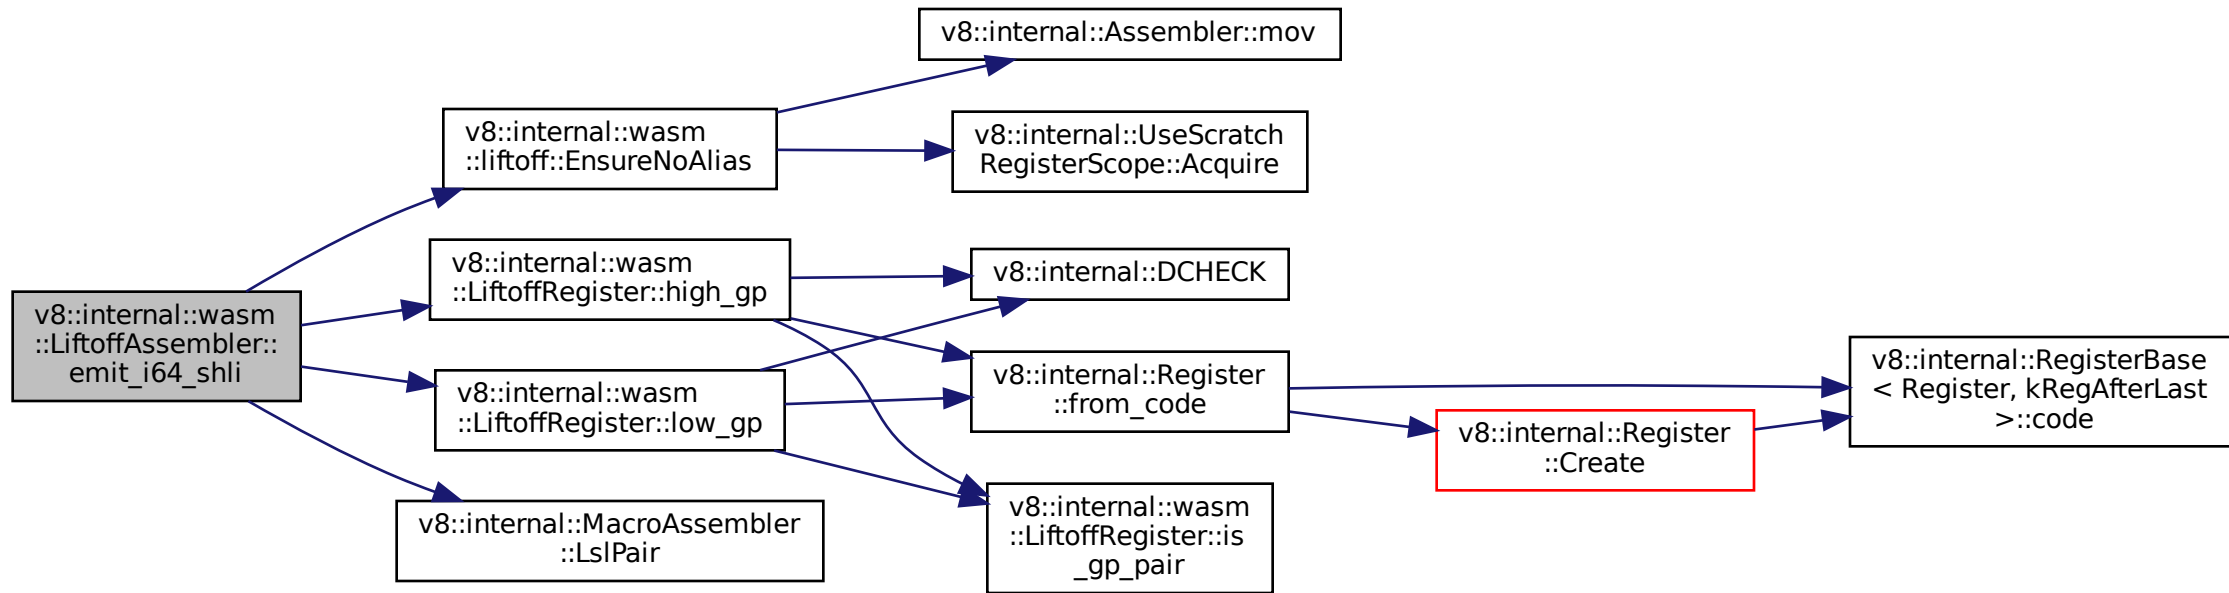 v8::internal::wasm
::LiftoffAssembler::
emit_i64_shli
v8::internal::wasm
::liftoff::EnsureNoAlias
v8::internal::Assembler::mov
v8::internal::UseScratch
RegisterScope::Acquire
v8::internal::wasm
::LiftoffRegister::high_gp
v8::internal::DCHECK
v8::internal::Register
::from_code
v8::internal::RegisterBase
< Register, kRegAfterLast
>::code
v8::internal::Register
::Create
v8::internal::wasm
::LiftoffRegister::is
_gp_pair
v8::internal::wasm
::LiftoffRegister::low_gp
v8::internal::MacroAssembler
::LslPair